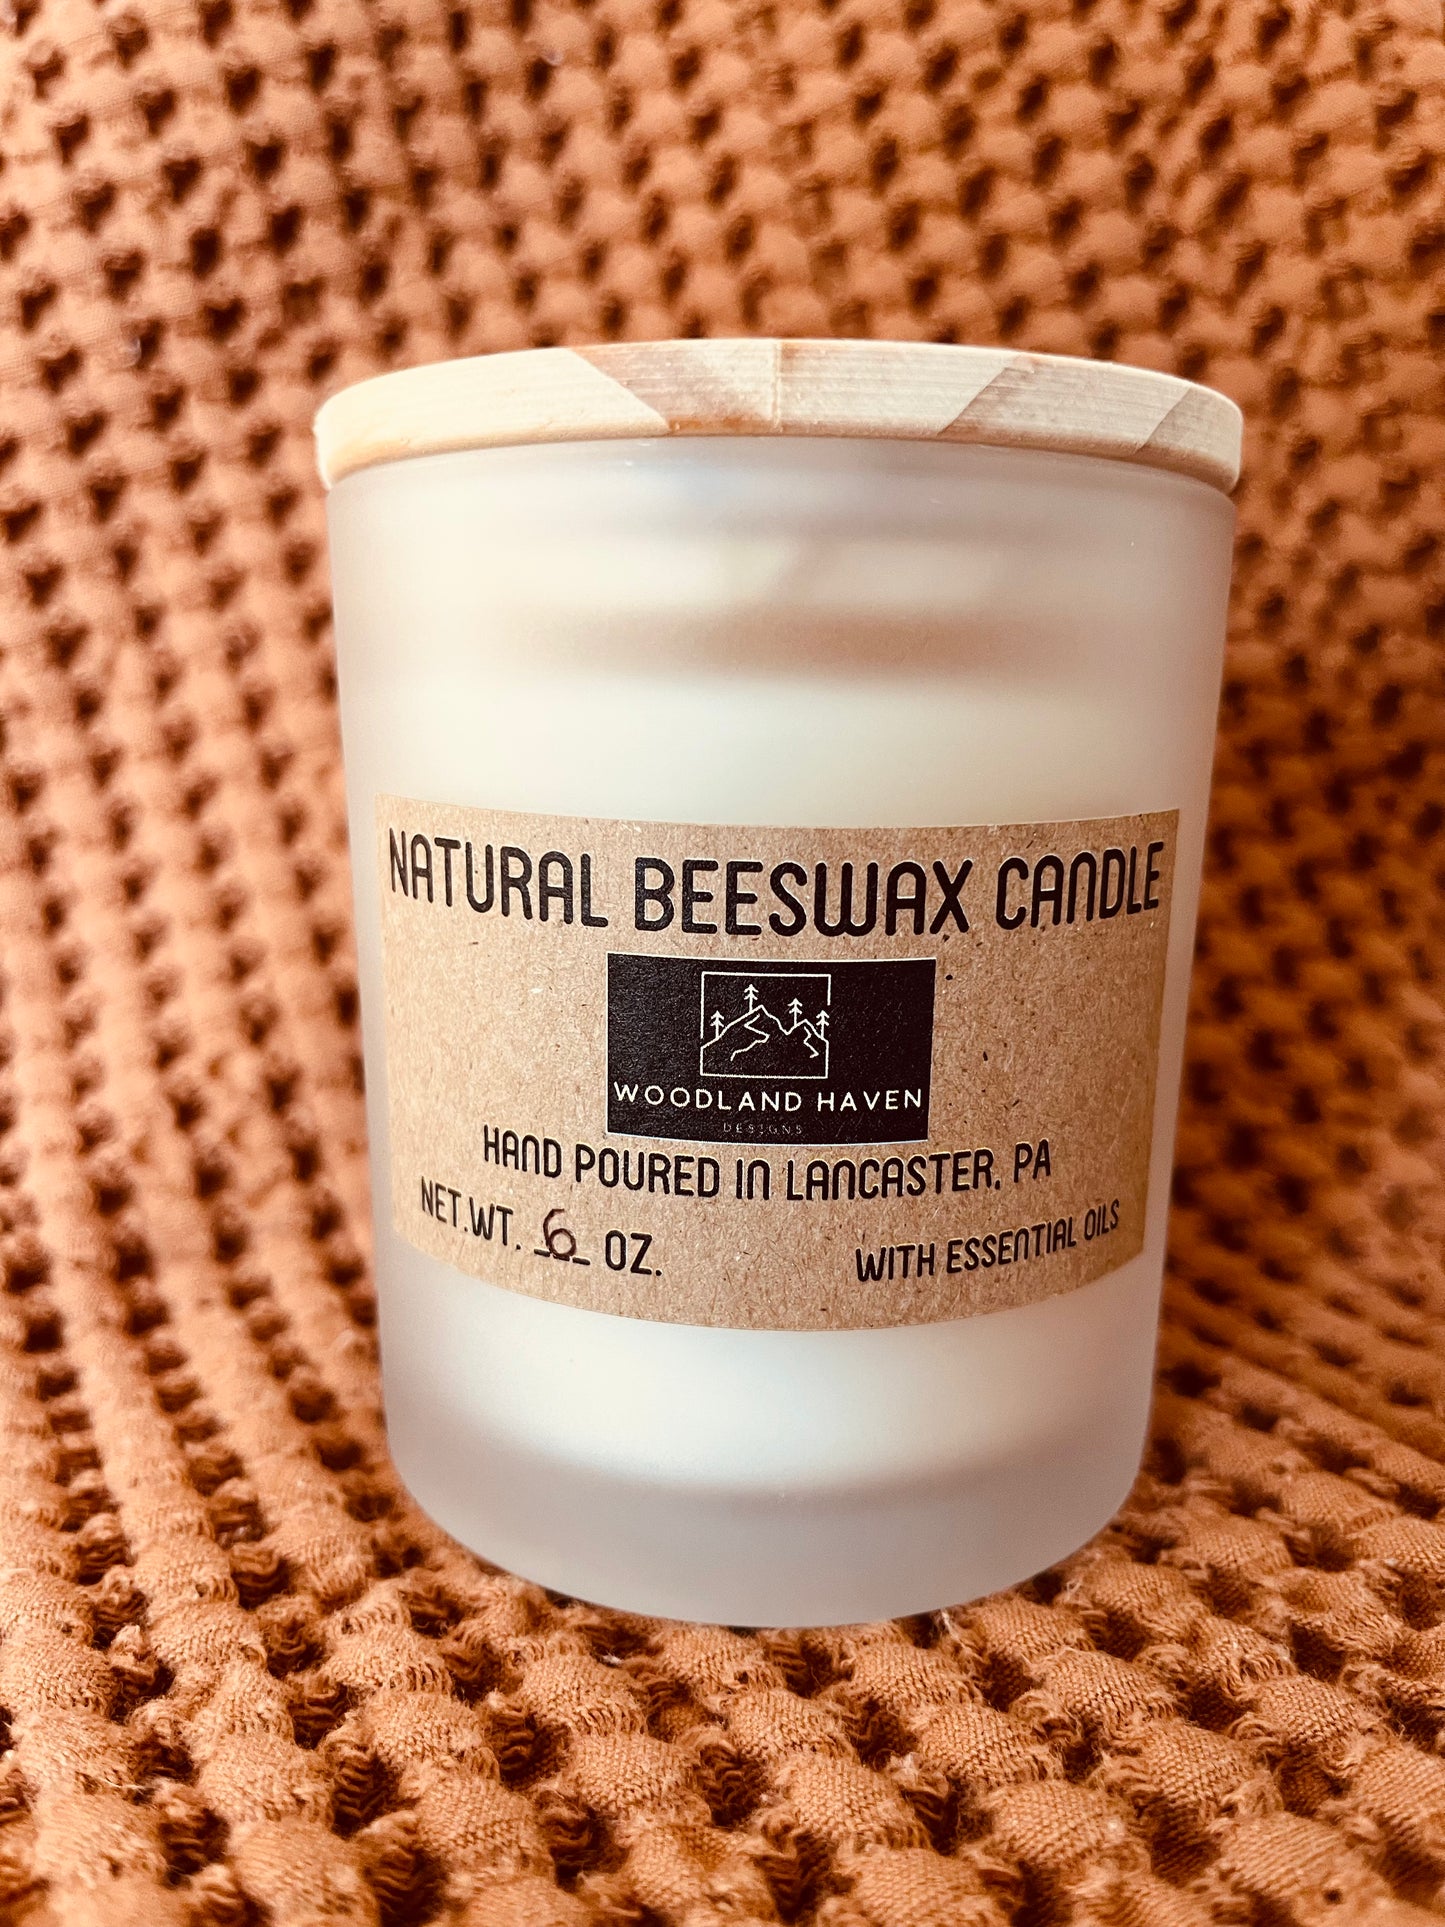 NATURAL BEESWAX CANDLE
WOODLAND HAVEN
DESIGNS
HAND POURED IN LANCASTER, PA
NET.WT. 6 OZ.
WITH ESSENTIAL OILS